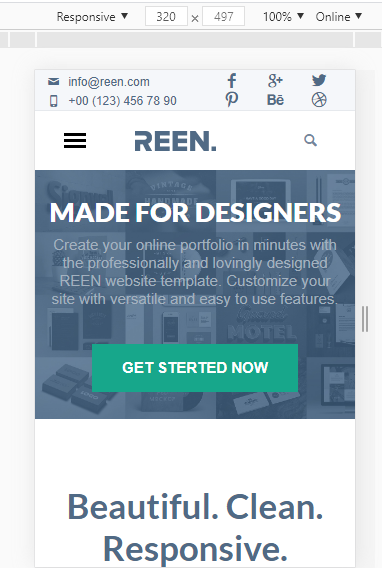 Responsive ▼ 320 × 497 100% ▼ Online ▼
info@reen.com
+00 (123) 456 78 90
Bē
REEN.
MADE FOR DESIGNERS
Create your online portfolio in minutes with
the professionally and lovingly designed
REEN website template. Customize your
site with versatile and easy to use features.
MOTEL
GET STERTED NOW
Beautiful. Clean.
Responsive.